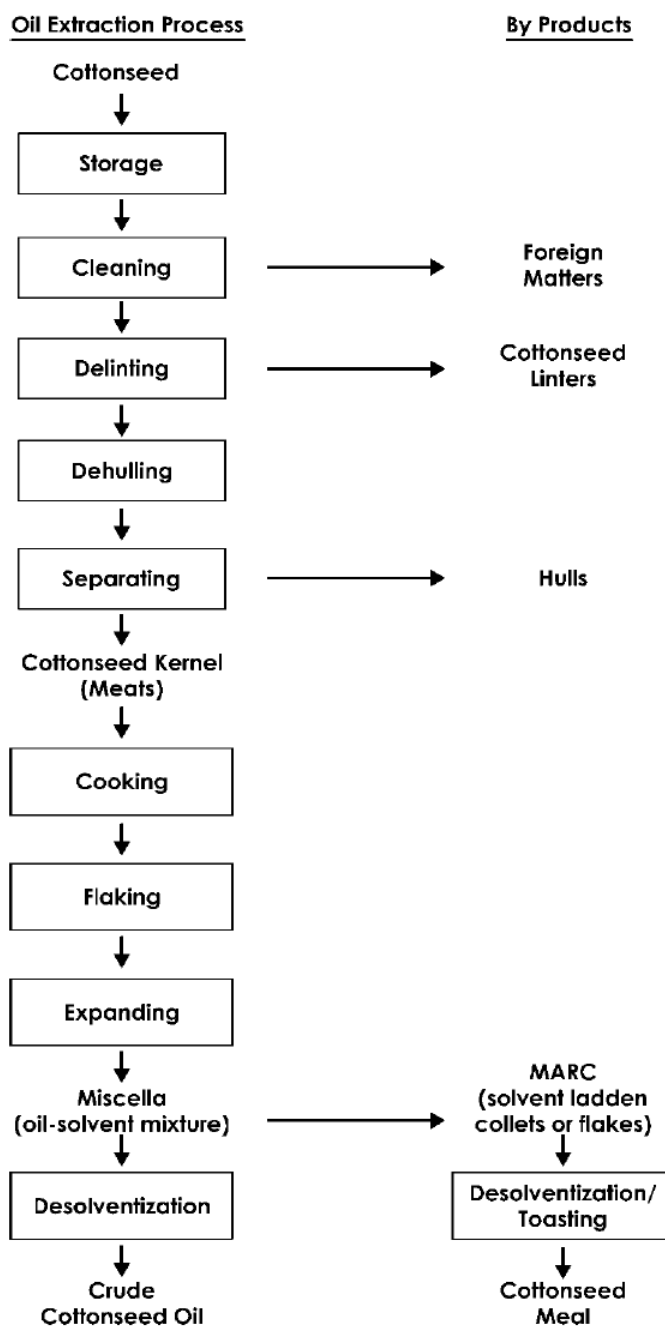 Oil Extraction Process
By Products
Cottonseed
Storage
Cleaning
Foreign
Matters
Delinting
Cottonseed
Linters
Dehulling
Separating
Hulls
Cottonseed Kernel
(Meats)
Cooking
Flaking
Expanding
Miscella
(oil-solvent mixture)
MARC
(solvent ladden
collets or flakes)
Desolventization
Desolventization/
Toasting
Crude
Cottonseed Oil
Cottonseed
Meal